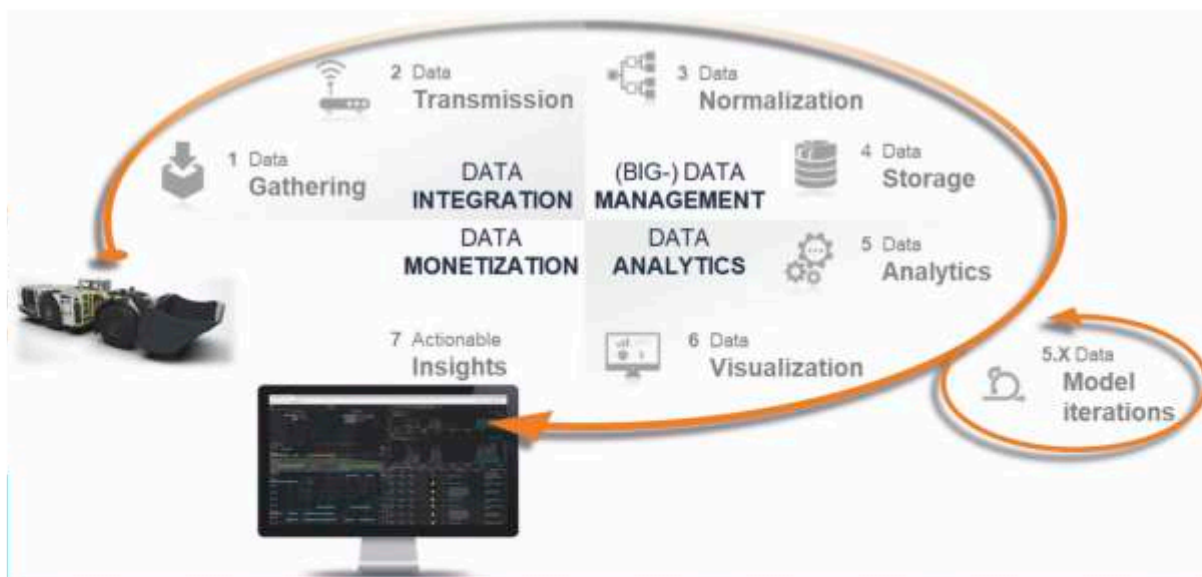 2 Data
Transmission
3 Data
Normalization
1 Data
Gathering
DATA
INTEGRATION
(BIG-) DATA
MANAGEMENT
4 Data
Storage
DATA
MONETIZATION
DATA
ANALYTICS
5 Data
Analytics
7 Actionable
Insights
6 Data
Visualization
5.X Data
Model
iterations